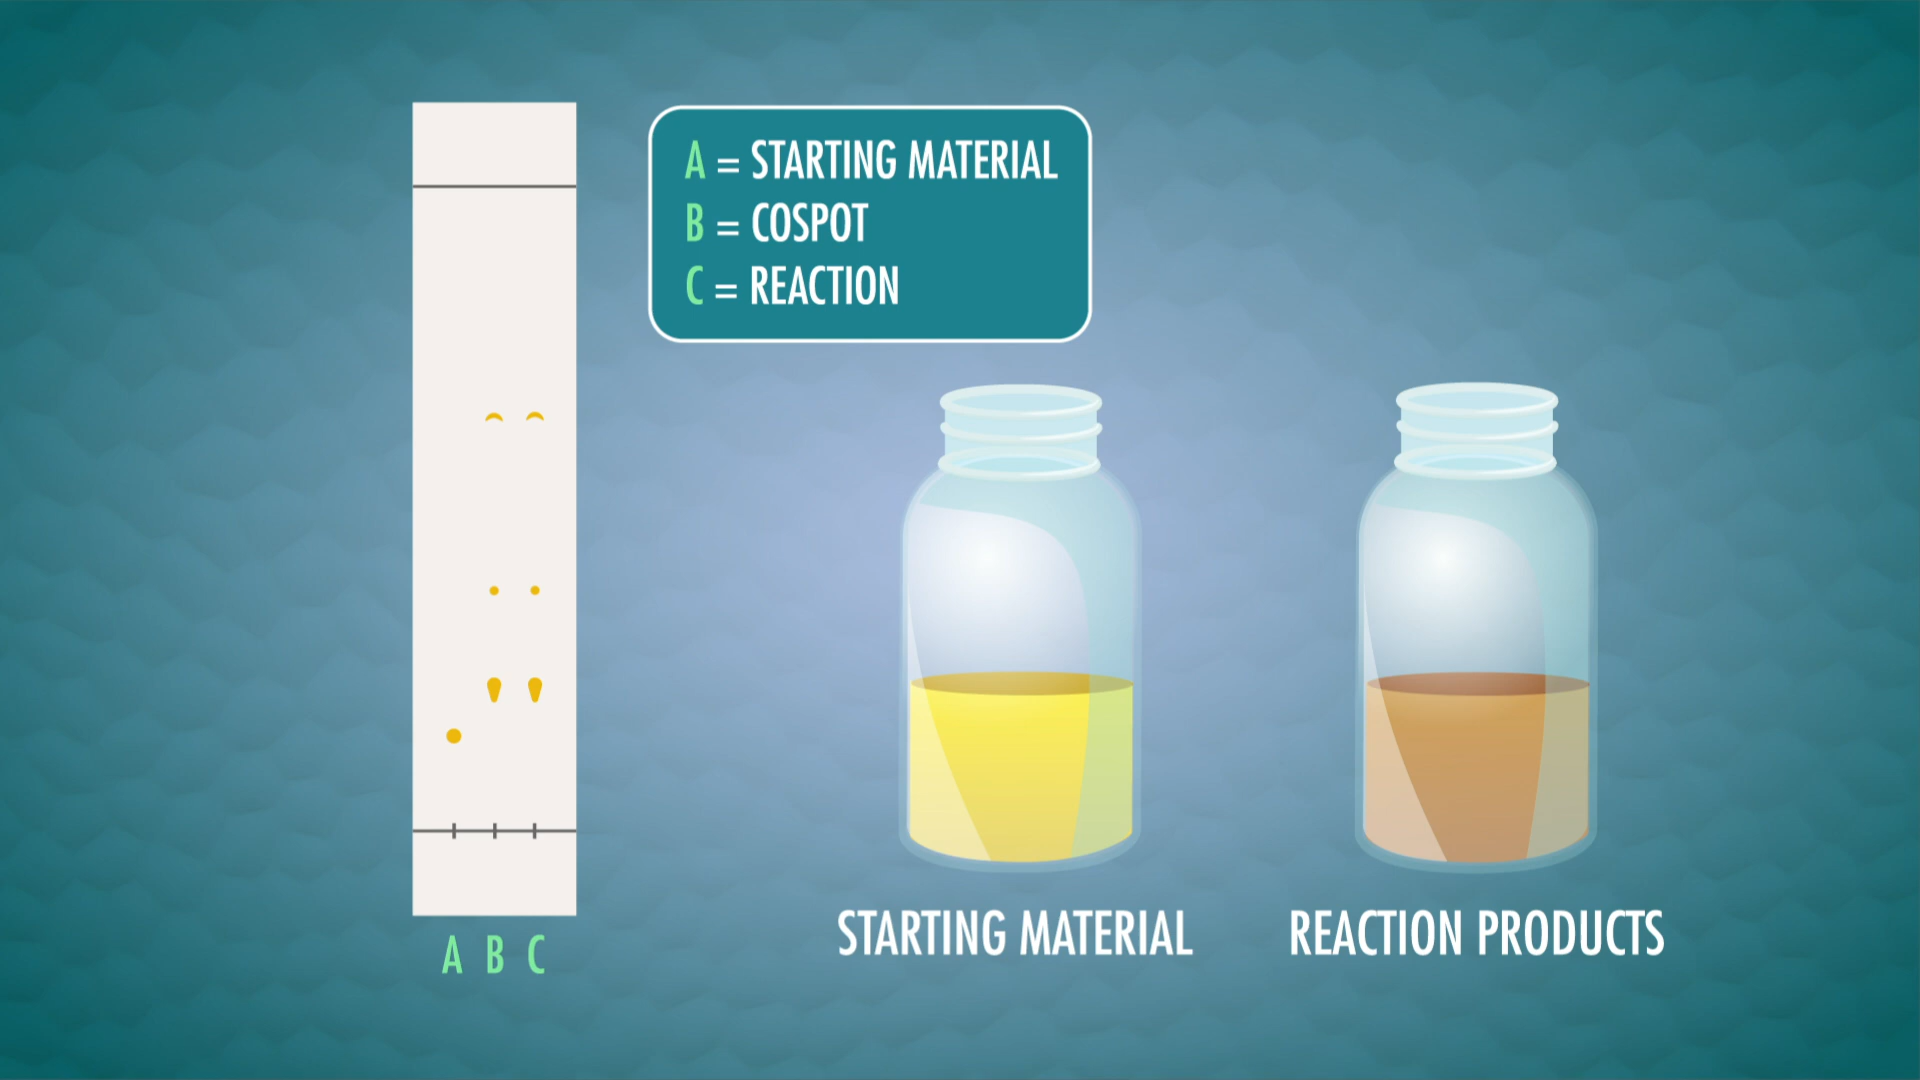 A = STARTING MATERIAL
B = COSPOT
C = REACTION
A B C
STARTING MATERIAL
REACTION PRODUCTS